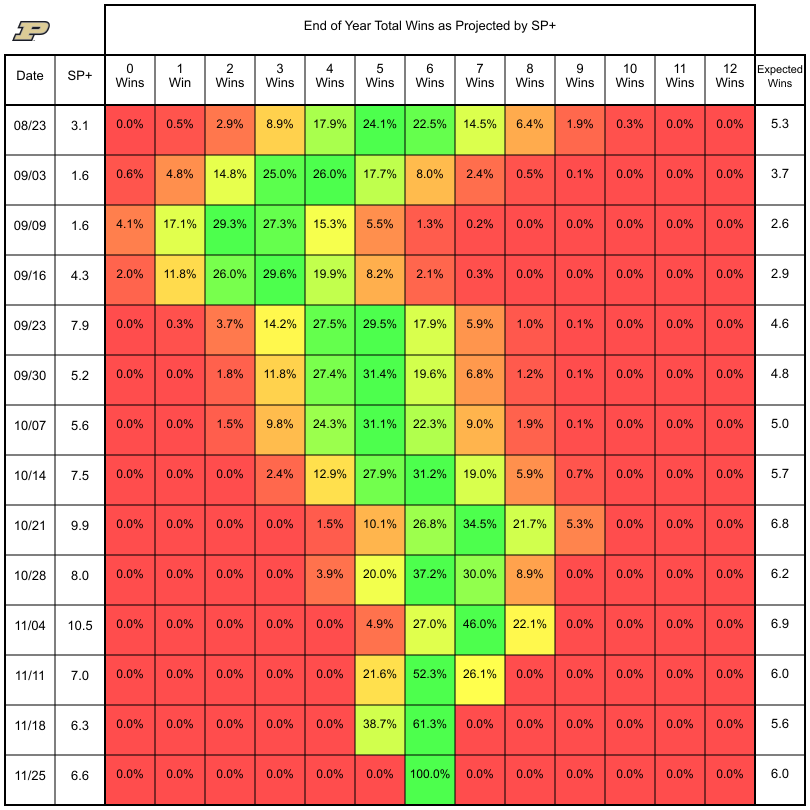 P
End of Year Total Wins as Projected by SP+
Date SP+ 0 Wins 1 Win 2 Wins 3 Wins 4 Wins 5 Wins 6 Wins 7 Wins 8 Wins 9 Wins 10 Wins 11 Wins 12 Wins Expected Wins
08/23 3.1 0.0% 0.5% 2.9% 8.9% 17.9% 24.1% 22.5% 14.5% 6.4% 1.9% 0.3% 0.0% 0.0% 5.3
09/03 1.6 0.6% 4.8% 14.8% 25.0% 26.0% 17.7% 8.0% 2.4% 0.5% 0.1% 0.0% 0.0% 0.0% 3.7
09/09 1.6 4.1% 17.1% 29.3% 27.3% 15.3% 5.5% 1.3% 0.2% 0.0% 0.0% 0.0% 0.0% 0.0% 2.6
09/16 4.3 2.0% 11.8% 26.0% 29.6% 19.9% 8.2% 2.1% 0.3% 0.0% 0.0% 0.0% 0.0% 0.0% 2.9
09/23 7.9 0.0% 0.3% 3.7% 14.2% 27.5% 29.5% 17.9% 5.9% 1.0% 0.1% 0.0% 0.0% 0.0% 4.6
09/30 5.2 0.0% 0.0% 1.8% 11.8% 27.4% 31.4% 19.6% 6.8% 1.2% 0.1% 0.0% 0.0% 0.0% 4.8
10/07 5.6 0.0% 0.0% 1.5% 9.8% 24.3% 31.1% 22.3% 9.0% 1.9% 0.1% 0.0% 0.0% 0.0% 5.0
10/14 7.5 0.0% 0.0% 0.0% 2.4% 12.9% 27.9% 31.2% 19.0% 5.9% 0.7% 0.0% 0.0% 0.0% 5.7
10/21 9.9 0.0% 0.0% 0.0% 0.0% 1.5% 10.1% 26.8% 34.5% 21.7% 5.3% 0.0% 0.0% 0.0% 6.8
10/28 8.0 0.0% 0.0% 0.0% 0.0% 3.9% 20.0% 37.2% 30.0% 8.9% 0.0% 0.0% 0.0% 0.0% 6.2
11/04 10.5 0.0% 0.0% 0.0% 0.0% 0.0% 4.9% 27.0% 46.0% 22.1% 0.0% 0.0% 0.0% 0.0% 6.9
11/11 7.0 0.0% 0.0% 0.0% 0.0% 0.0% 21.6% 52.3% 26.1% 0.0% 0.0% 0.0% 0.0% 0.0% 6.0
11/18 6.3 0.0% 0.0% 0.0% 0.0% 0.0% 38.7% 61.3% 0.0% 0.0% 0.0% 0.0% 0.0% 0.0% 5.6
11/25 6.6 0.0% 0.0% 0.0% 0.0% 0.0% 0.0% 100.0% 0.0% 0.0% 0.0% 0.0% 0.0% 0.0% 6.0